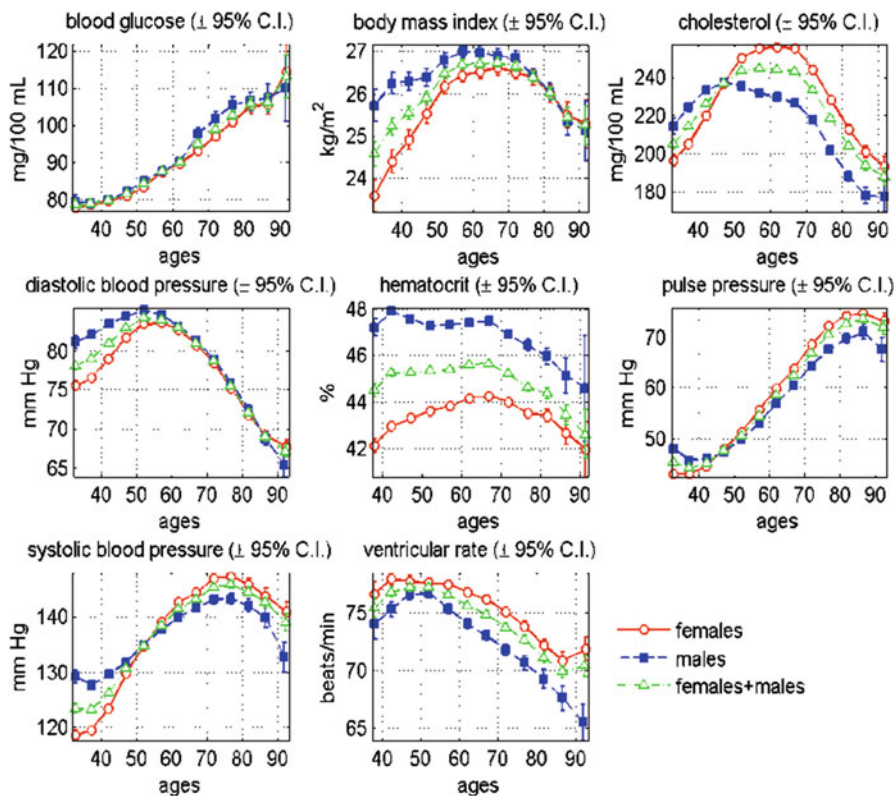 blood glucose (± 95% C.I.)
body mass index (± 95% C.I.)
cholesterol (± 95% C.I.)
mg/100 mL
120
110
100
90
80
40 50 60 70 80 90
ages
kg/m²
27
26
25
24
40 50 60 70 80 90
ages
mg/100 mL
240
220
200
180
40 50 60 70 80 90
ages
diastolic blood pressure (± 95% C.I.)
hematocrit (± 95% C.I.)
pulse pressure (± 95% C.I.)
mm Hg
80
75
70
65
40 50 60 70 80 90
ages
%
48
46
44
42
40 50 60 70 80 90
ages
mm Hg
70
60
50
40 50 60 70 80 90
ages
systolic blood pressure (± 95% C.I.)
ventricular rate (± 95% C.I.)
mm Hg
140
130
120
40 50 60 70 80 90
ages
beats/min
75
70
65
40 50 60 70 80 90
ages
females
males
females+males